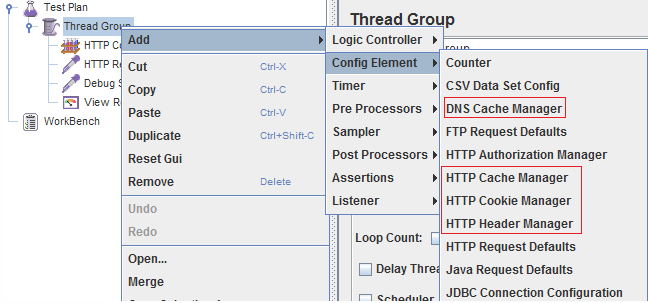 Test Plan
Thread Group
HTTP Co
HTTP Re
Debug S
View Re
WorkBench
Add
Cut Ctrl-X
Copy Ctrl-C
Paste Ctrl-V
Duplicate Ctrl+Shift-C
Reset Gui
Remove Delete
Undo
Redo
Open...
Merge
Logic Controller
Config Element
Timer
Pre Processors
Sampler
Post Processors
Assertions
Listener
Thread Group
Counter
CSV Data Set Config
DNS Cache Manager
FTP Request Defaults
HTTP Authorization Manager
HTTP Cache Manager
HTTP Cookie Manager
HTTP Header Manager
HTTP Request Defaults
Java Request Defaults
JDBC Connection Configuration
Loop Count:
Delay Threa
Scheduler